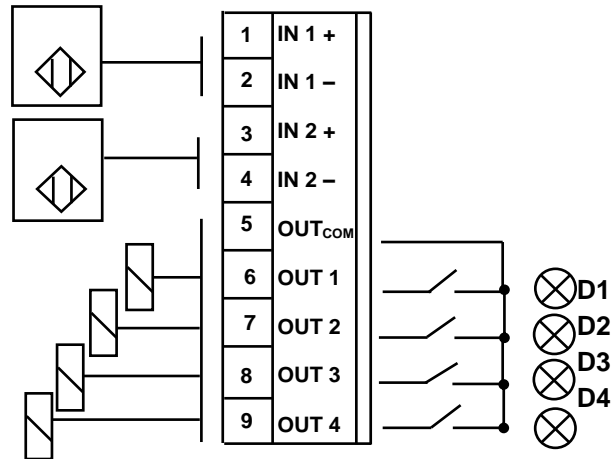 1 IN 1 +
2 IN 1 –
3 IN 2 +
4 IN 2 –
5 OUTCOM
6 OUT 1
D1
7 OUT 2
D2
8 OUT 3
D3
9 OUT 4
D4